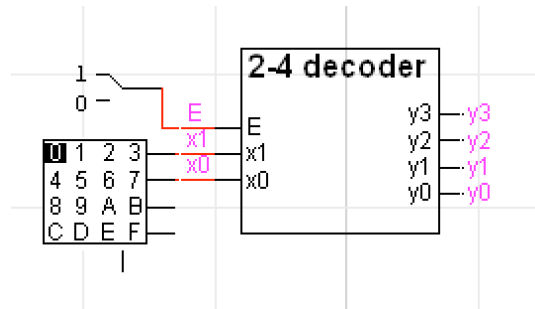 2-4 decoder
1
0
E
E
x1
x1
x0
x0
y3
y3
y2
y2
y1
y1
y0
y0
0 1 2 3
4 5 6 7
8 9 A B
C D E F